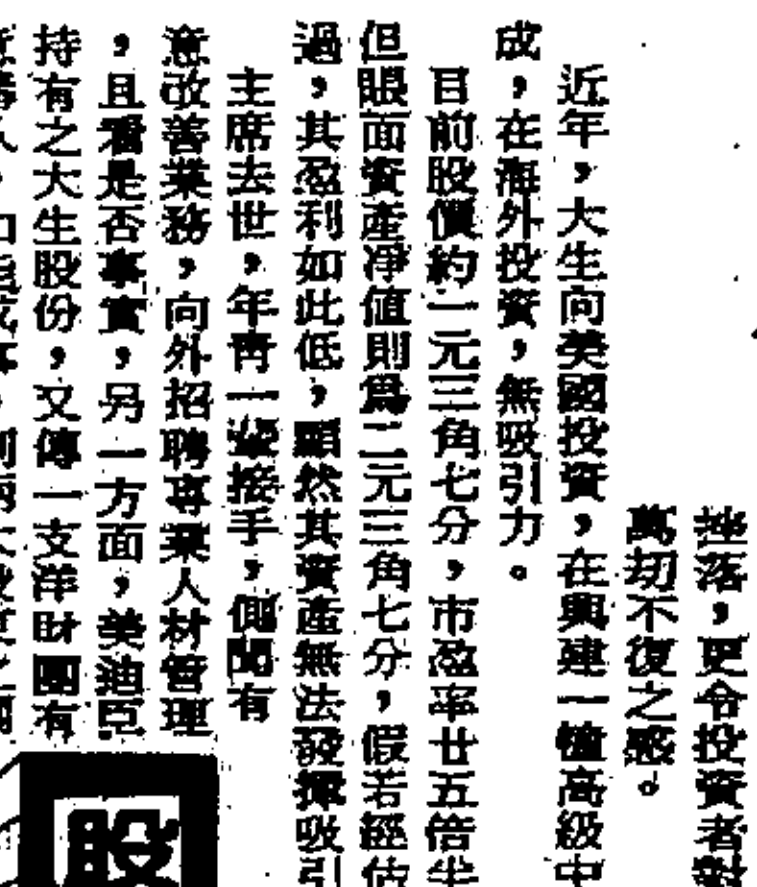 挫落，更令投資者對
萬刼不復之感。
近年，大生向美國投資，在興建一幢高級中
成，在海外投資，無吸引力。
目前股價約一元三角七分，市盈率廿五倍半
但眼面資產淨值則爲二元三角七分，假若經估
過，其盈利如此低，顯然其資產無法發揮吸引
主席去世，年靑一輩接手，側聞有
意改善業務，向外招聘專業人材管理
，且看是否事實，另一方面，美迪臣
持有之大生股份，又傳一支洋財團有
股